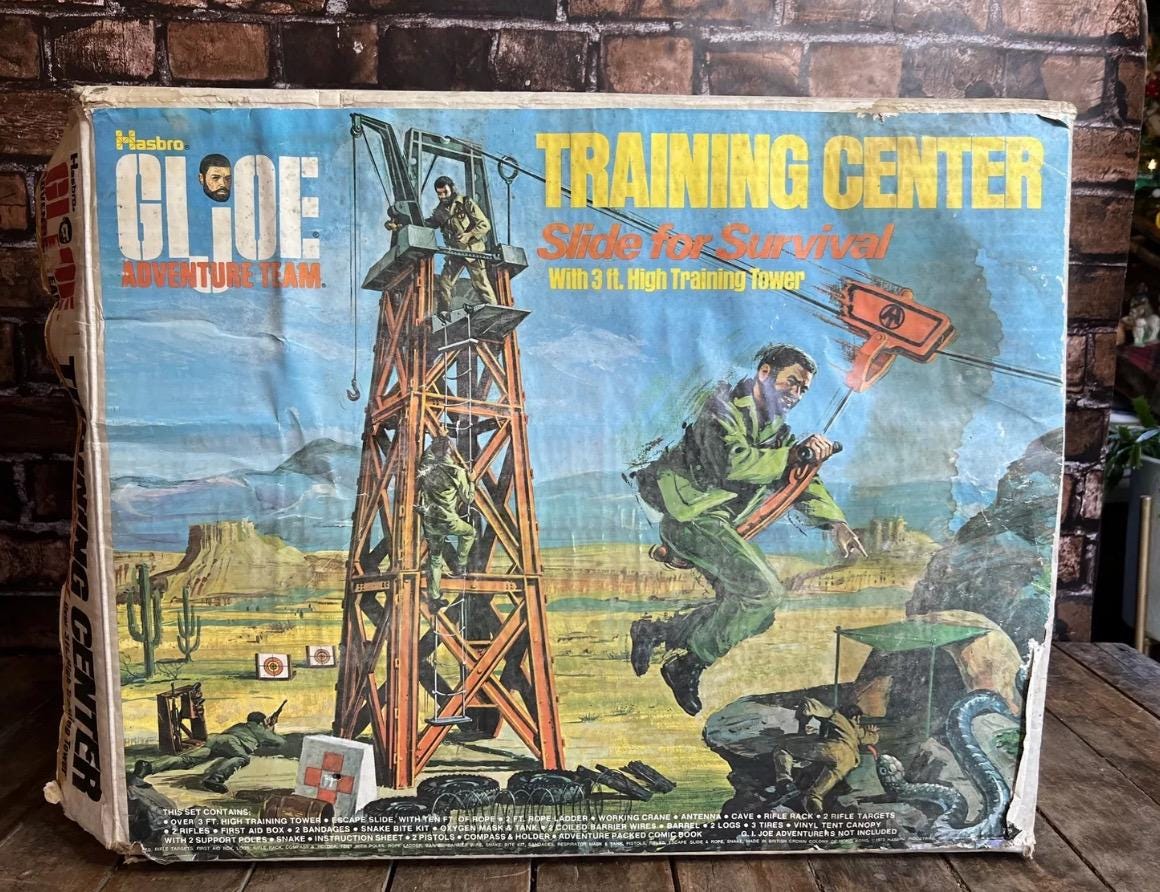 Hasbro®
GI JOE®
ADVENTURE TEAM®
TRAINING CENTER
Slide for Survival
With 3 ft. High Training Tower
Hasbro
TRAINING CENTER
THIS SET CONTAINS:
• OVER 3 FT. HIGH TRAINING TOWER • ESCAPE SLIDE, WITH TEN FT. OF ROPE • 2 FT. ROPE LADDER • WORKING CRANE • ANTENNA • CAVE • RIFLE RACK • 2 RIFLE TARGETS
• 2 RIFLES • FIRST AID BOX • 2 BANDAGES • SNAKE BITE KIT • OXYGEN MASK & TANK • 2 COILED BARRIER WIRES • BARREL • 2 LOGS • 3 TIRES • VINYL TENT CANOPY
WITH 2 SUPPORT POLES • SNAKE • INSTRUCTION SHEET • 2 PISTOLS • COMPASS & HOLDER • ADVENTURE PACKED COMIC BOOK
G.I. JOE ADVENTURERS NOT INCLUDED